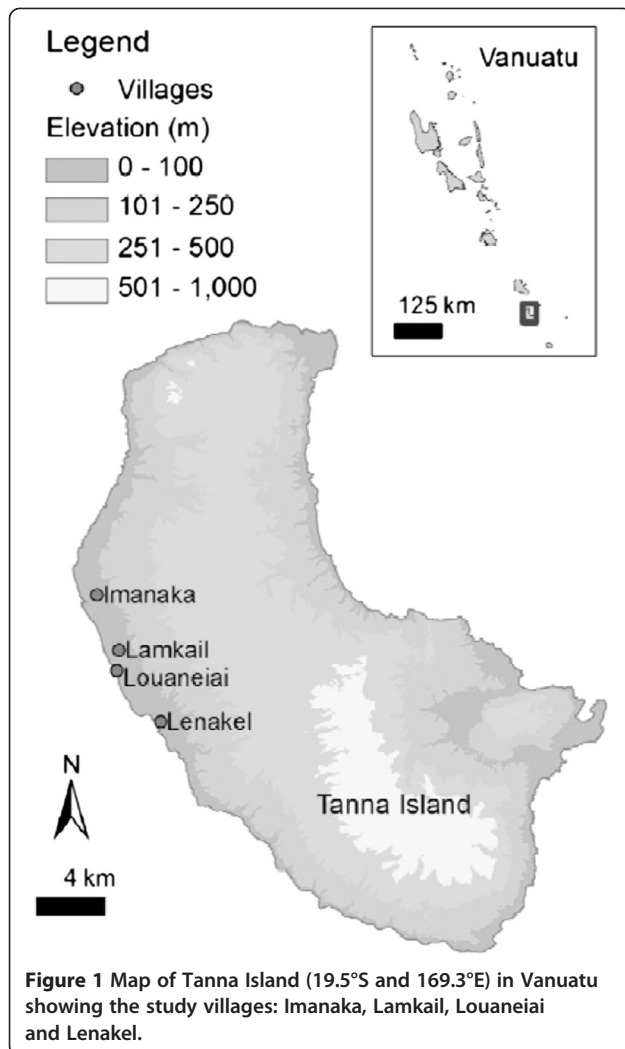 Legend
Villages
Elevation (m)
0 - 100
101 - 250
251 - 500
501 - 1,000
Vanuatu
125 km
Imanaka
Lamkail
Louaneiai
Lenakel
Tanna Island
N
4 km
Figure 1 Map of Tanna Island (19.5°S and 169.3°E) in Vanuatu
showing the study villages: Imanaka, Lamkail, Louaneiai
and Lenakel.